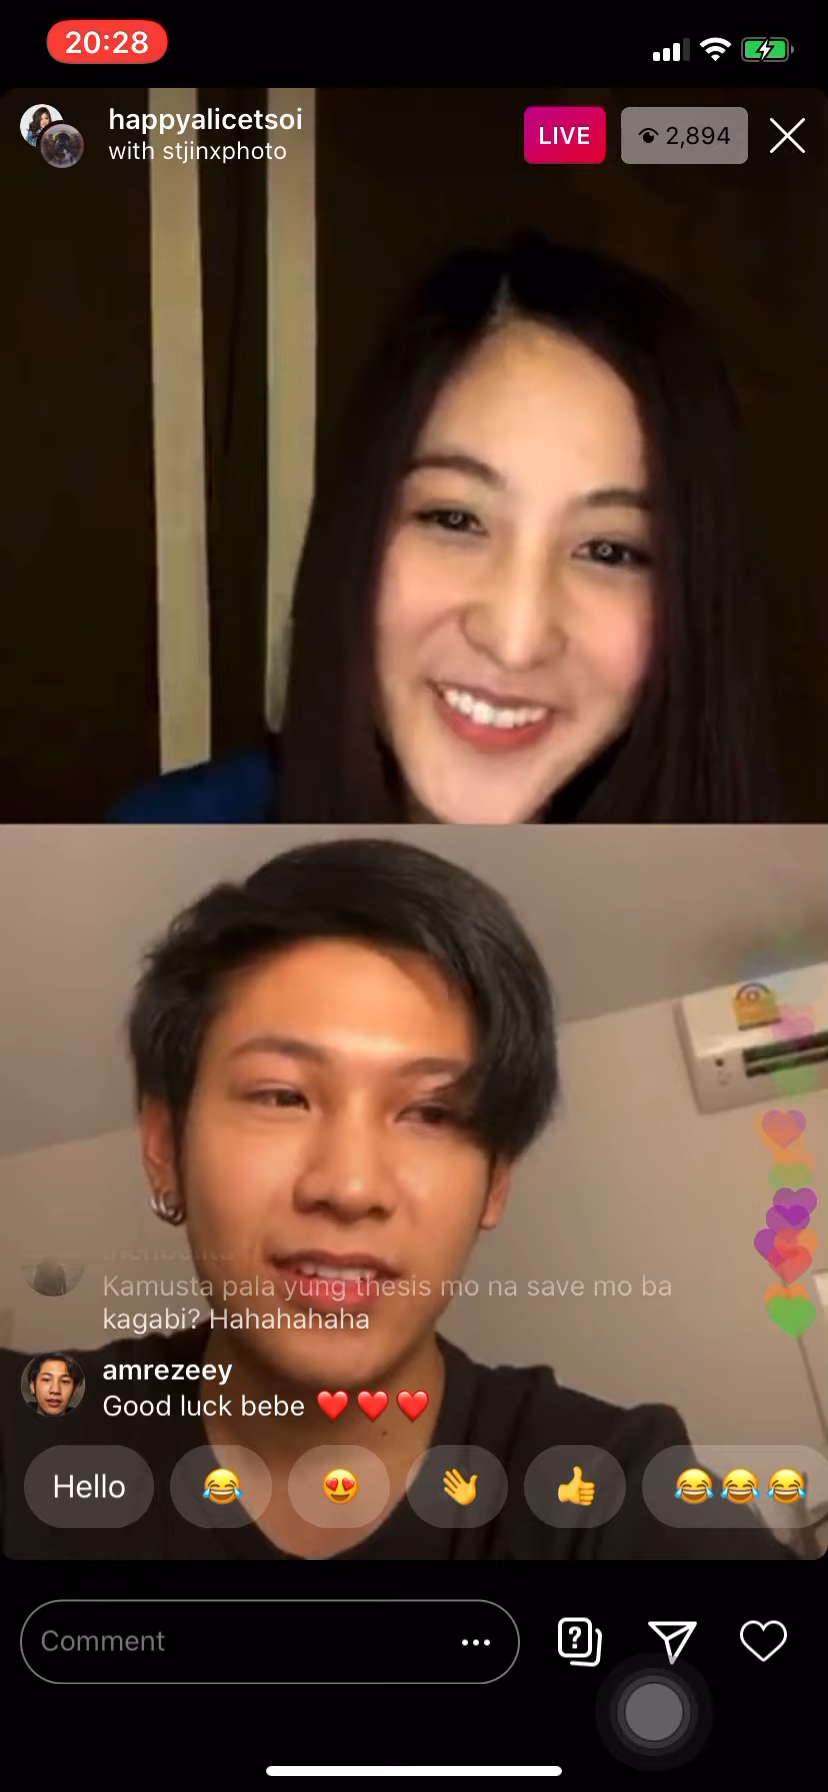 20:28
happyalicetsoi
with stjinxphoto
LIVE
2,894
Kamusta pala yung thesis mo na save mo ba
kagabi? Hahahahaha
amrezeey
Good luck bebe ❤️❤️❤️
Hello 😂 😍 👋 👍 😂😂😂
Comment